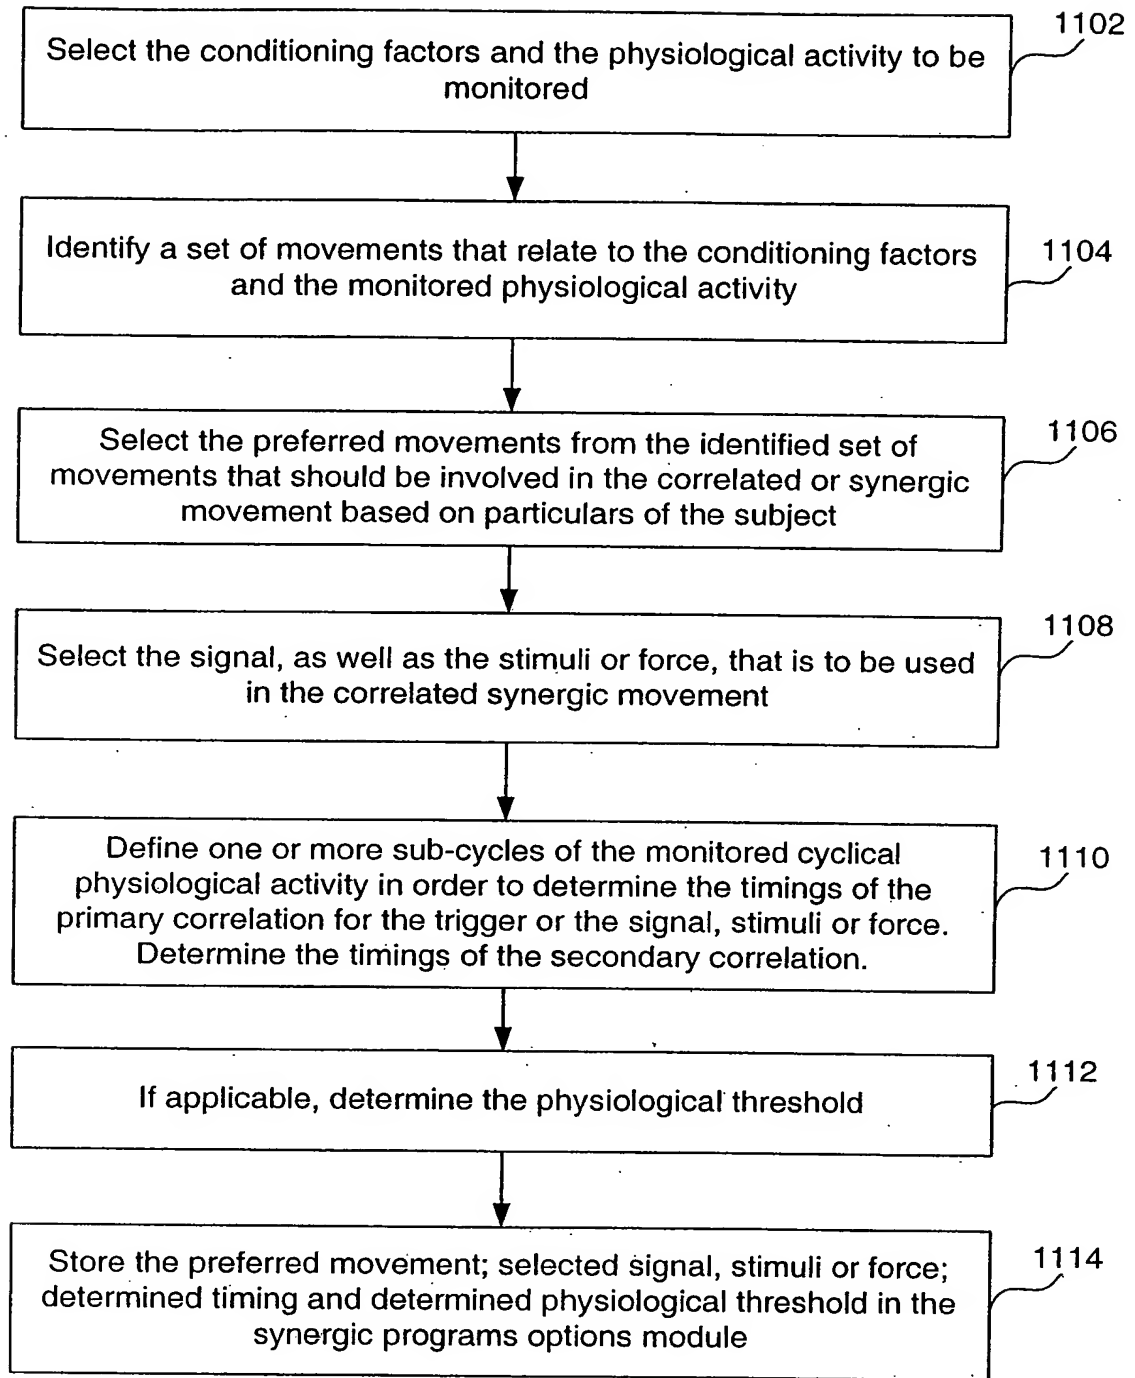 1102
Select the conditioning factors and the physiological activity to be
monitored
1104
Identify a set of movements that relate to the conditioning factors
and the monitored physiological activity
1106
Select the preferred movements from the identified set of
movements that should be involved in the correlated or synergic
movement based on particulars of the subject
1108
Select the signal, as well as the stimuli or force, that is to be used
in the correlated synergic movement
1110
Define one or more sub-cycles of the monitored cyclical
physiological activity in order to determine the timings of the
primary correlation for the trigger or the signal, stimuli or force.
Determine the timings of the secondary correlation.
1112
If applicable, determine the physiological threshold
1114
Store the preferred movement; selected signal, stimuli or force;
determined timing and determined physiological threshold in the
synergic programs options module